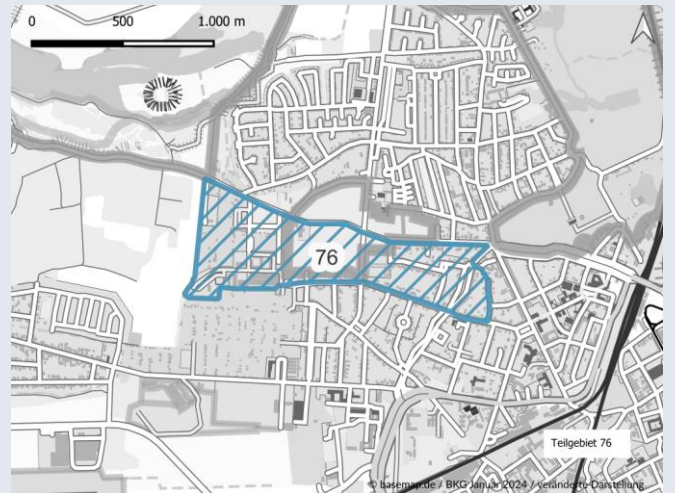 0 500 1.000 m
76
Teilgebiet 76
© basemap.de / BKG Januar 2024 / veränderte Darstellung